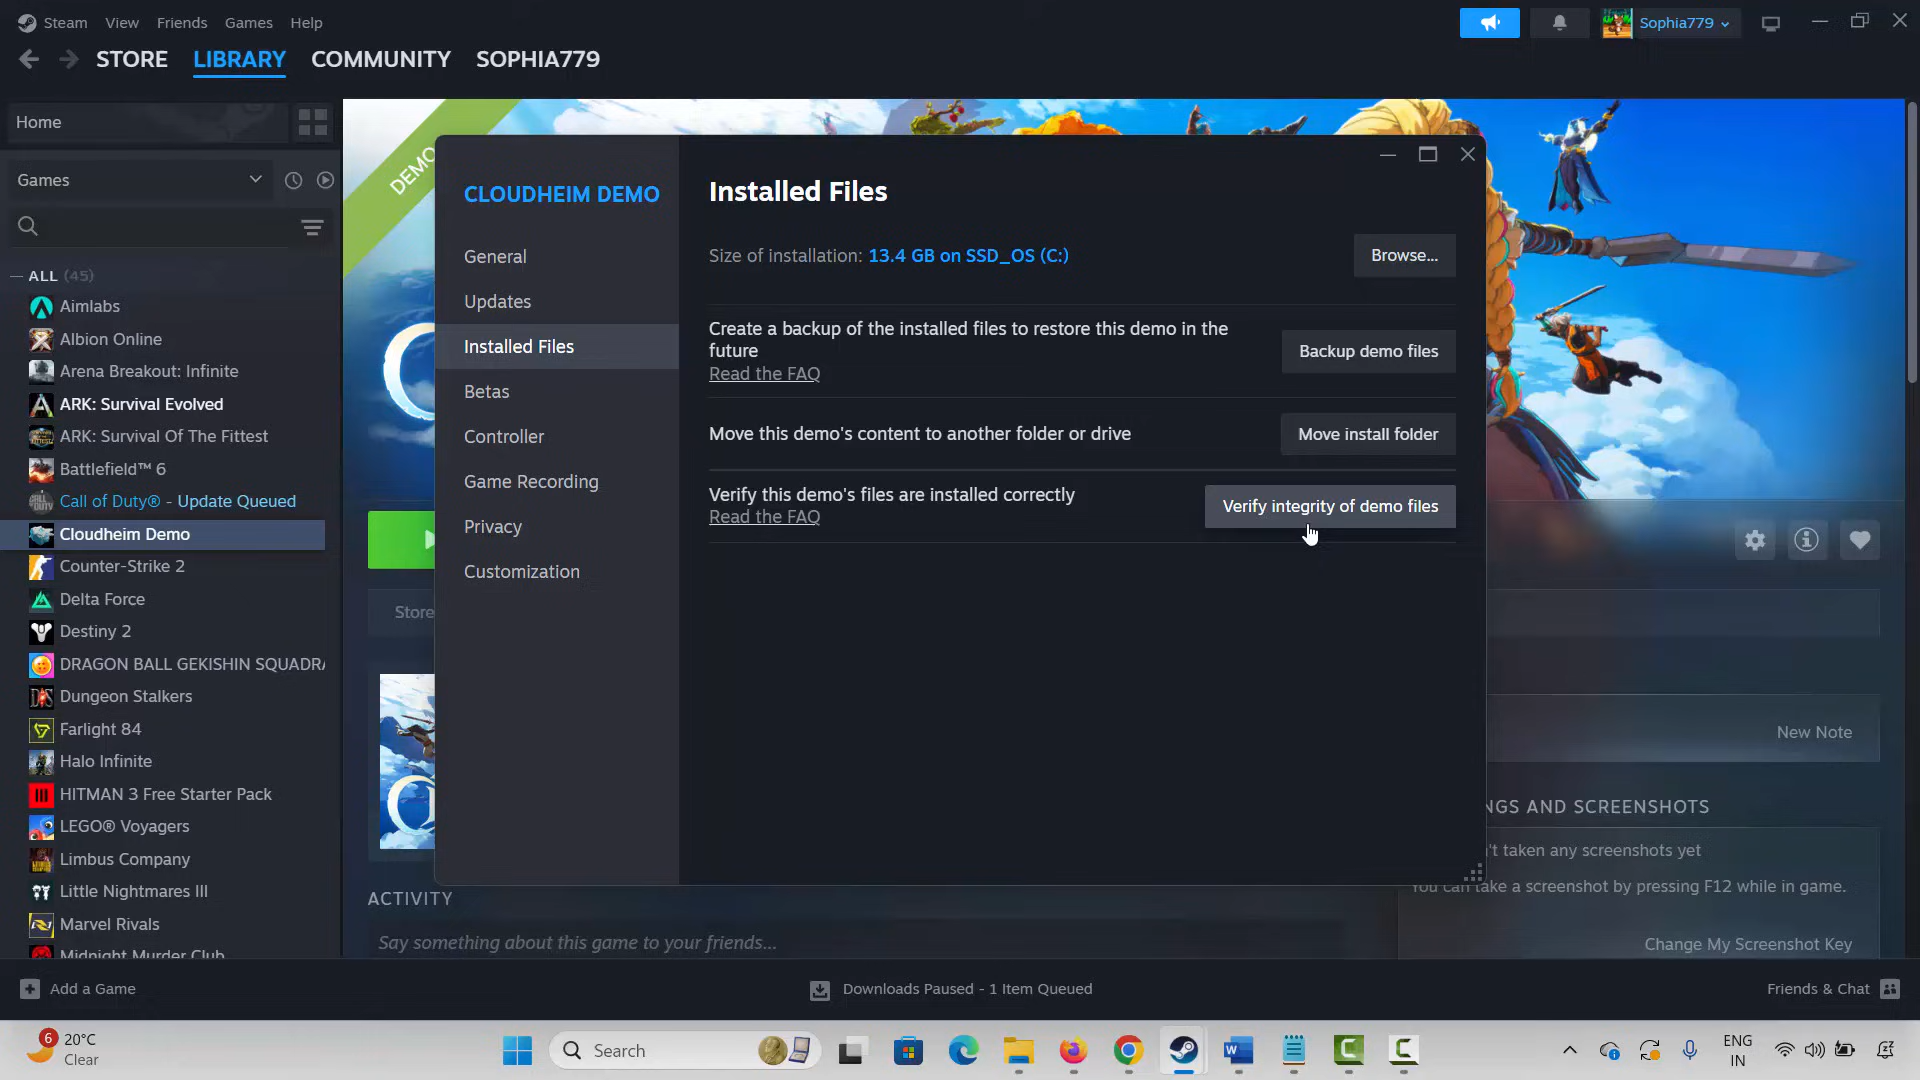 Steam View Friends Games Help
Sophia779
STORE LIBRARY COMMUNITY SOPHIA779
Home
Games
ALL (45)
Aimlabs
Albion Online
Arena Breakout: Infinite
ARK: Survival Evolved
ARK: Survival Of The Fittest
Battlefield™ 6
Call of Duty® - Update Queued
Cloudheim Demo
Counter-Strike 2
Delta Force
Destiny 2
DRAGON BALL GEKISHIN SQUADRA
Dungeon Stalkers
Farlight 84
Halo Infinite
HITMAN 3 Free Starter Pack
LEGO® Voyagers
Limbus Company
Little Nightmares III
Marvel Rivals
Midnight Murder Club
DEMO
CLOUDHEIM DEMO
General
Updates
Installed Files
Betas
Controller
Game Recording
Privacy
Customization
Installed Files
Size of installation: 13.4 GB on SSD_OS (C:)
Browse...
Create a backup of the installed files to restore this demo in the
future
Read the FAQ
Backup demo files
Move this demo's content to another folder or drive
Move install folder
Verify this demo's files are installed correctly
Read the FAQ
Verify integrity of demo files
Store
New Note
NGS AND SCREENSHOTS
't taken any screenshots yet
You can take a screenshot by pressing F12 while in game.
Change My Screenshot Key
ACTIVITY
Say something about this game to your friends...
Add a Game
Downloads Paused - 1 Item Queued
Friends & Chat
6
20°C
Clear
Search
ENG
IN